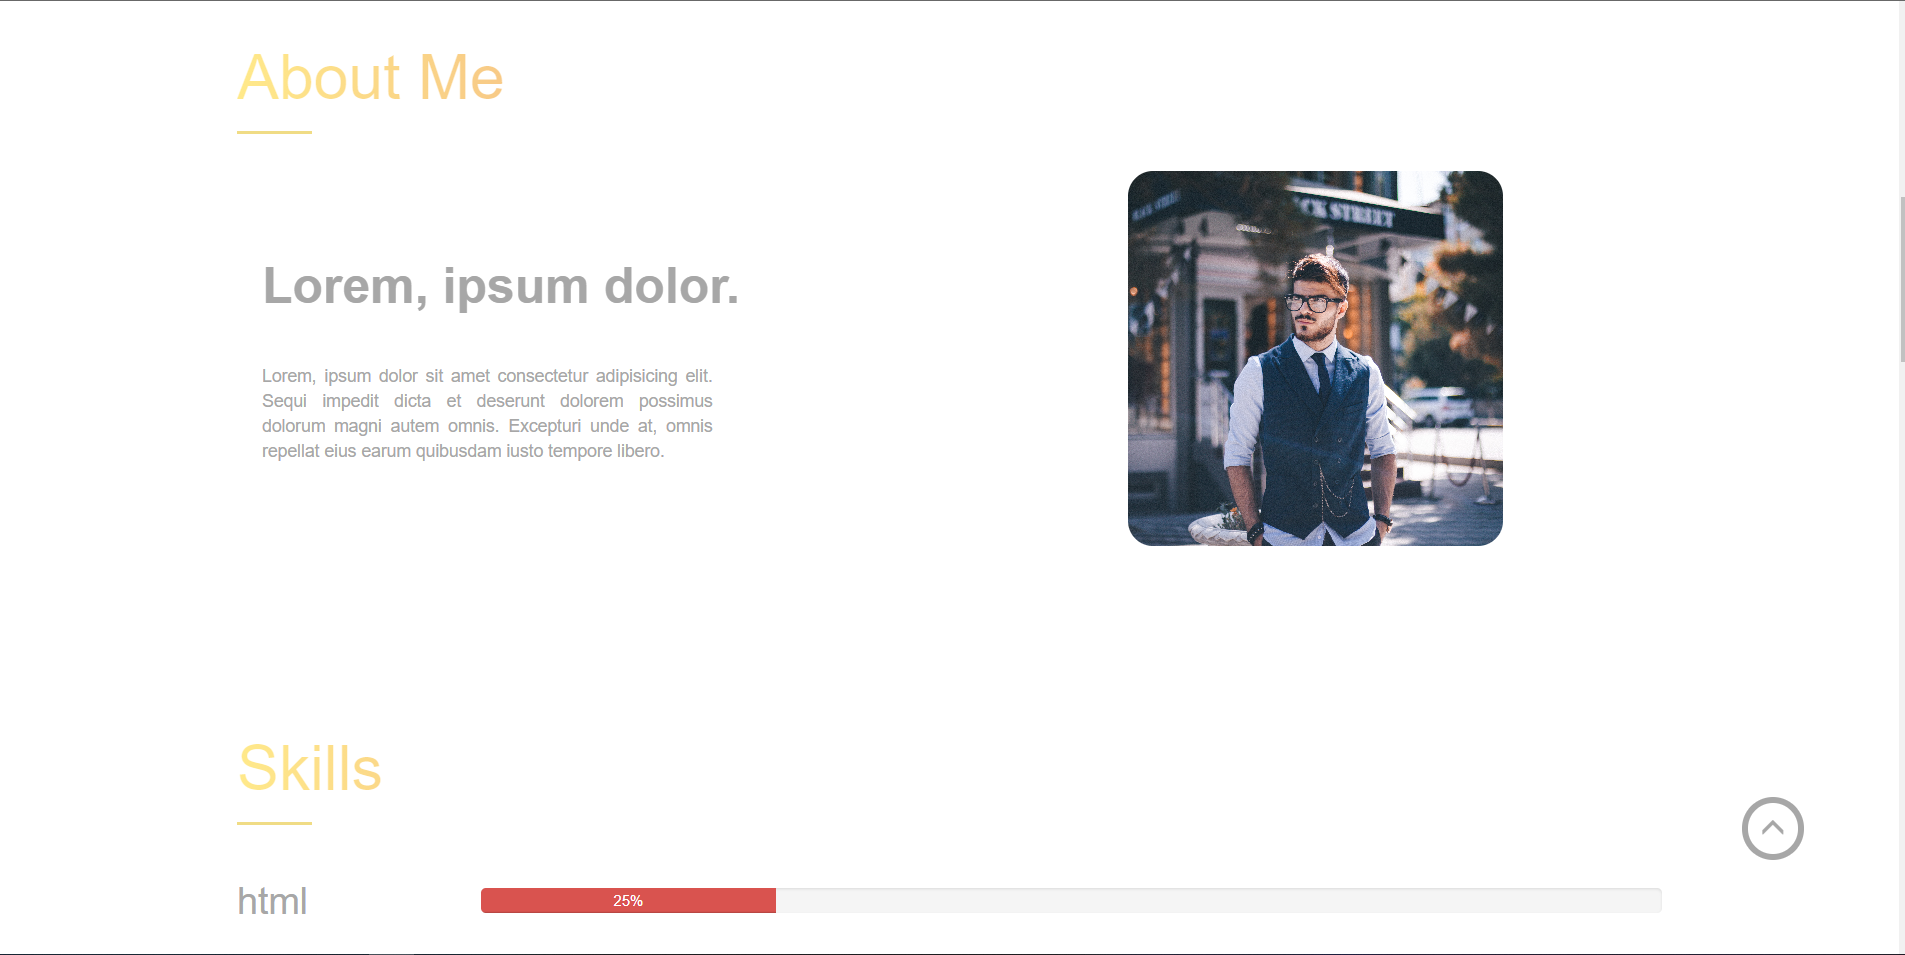 About Me
CK STREET
Lorem, ipsum dolor.
Lorem, ipsum dolor sit amet consectetur adipisicing elit.
Sequi impedit dicta et deserunt dolorem possimus
dolorum magni autem omnis. Excepturi unde at, omnis
repellat eius earum quibusdam iusto tempore libero.
Skills
html
25%